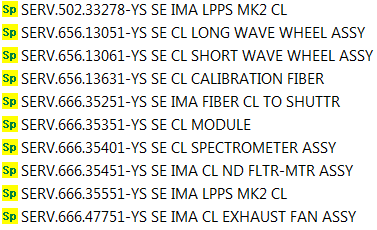 Sp SERV.502.33278-YS SE IMA LPPS MK2 CL
Sp SERV.656.13051-YS SE CL LONG WAVE WHEEL ASSY
Sp SERV.656.13061-YS SE CL SHORT WAVE WHEEL ASSY
Sp SERV.656.13631-YS SE CL CALIBRATION FIBER
Sp SERV.666.35251-YS SE IMA FIBER CL TO SHUTTR
Sp SERV.666.35351-YS SE CL MODULE
Sp SERV.666.35401-YS SE CL SPECTROMETER ASSY
Sp SERV.666.35451-YS SE IMA CL ND FLTR-MTR ASSY
Sp SERV.666.35551-YS SE IMA LPPS MK2 CL
Sp SERV.666.47751-YS SE IMA CL EXHAUST FAN ASSY